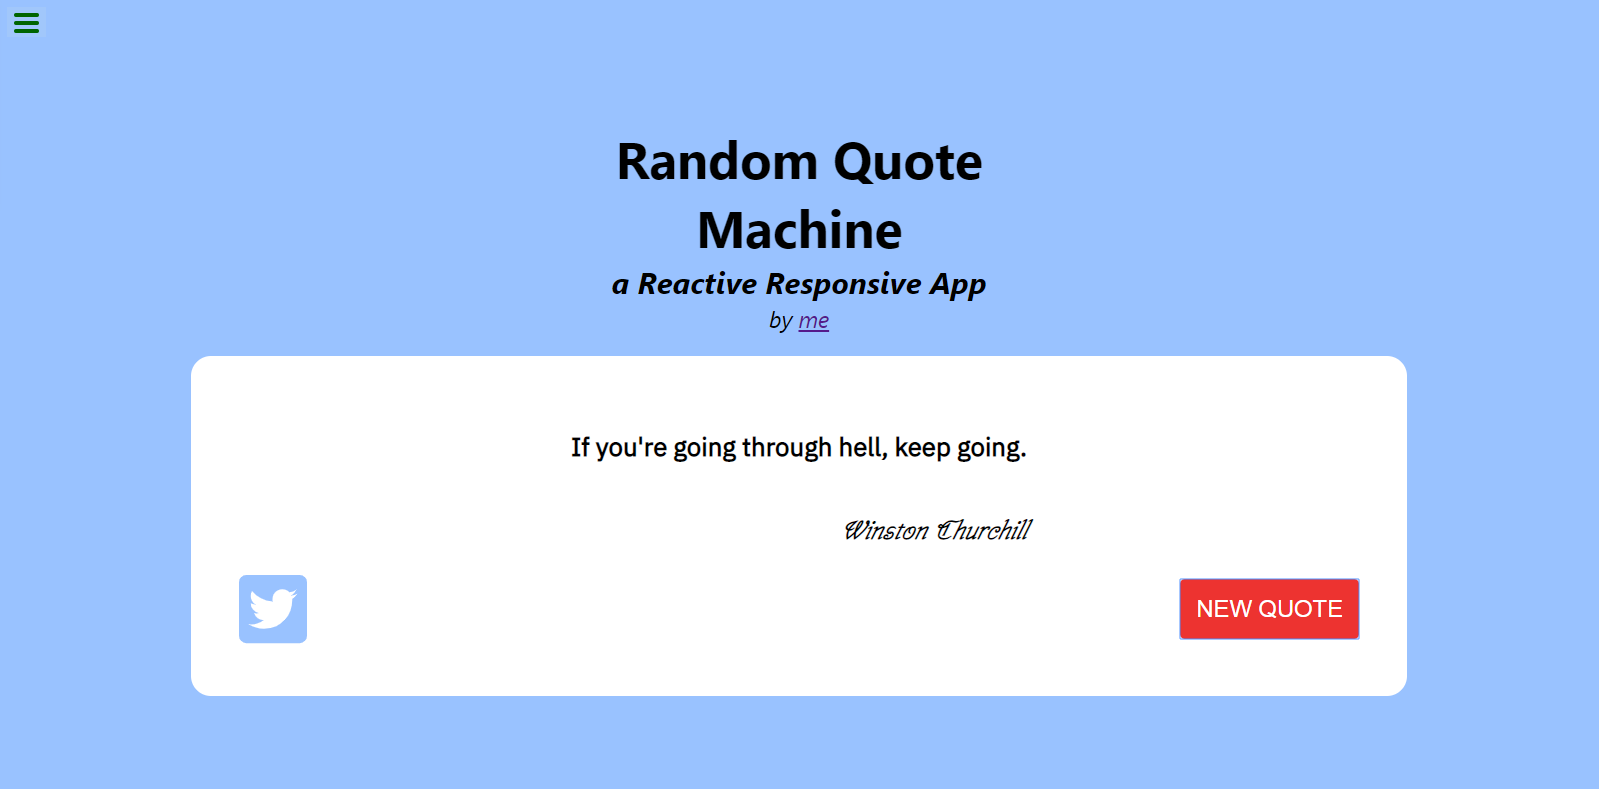 Random Quote
Machine
a Reactive Responsive App
by me
If you're going through hell, keep going.
Winston Churchill
NEW QUOTE